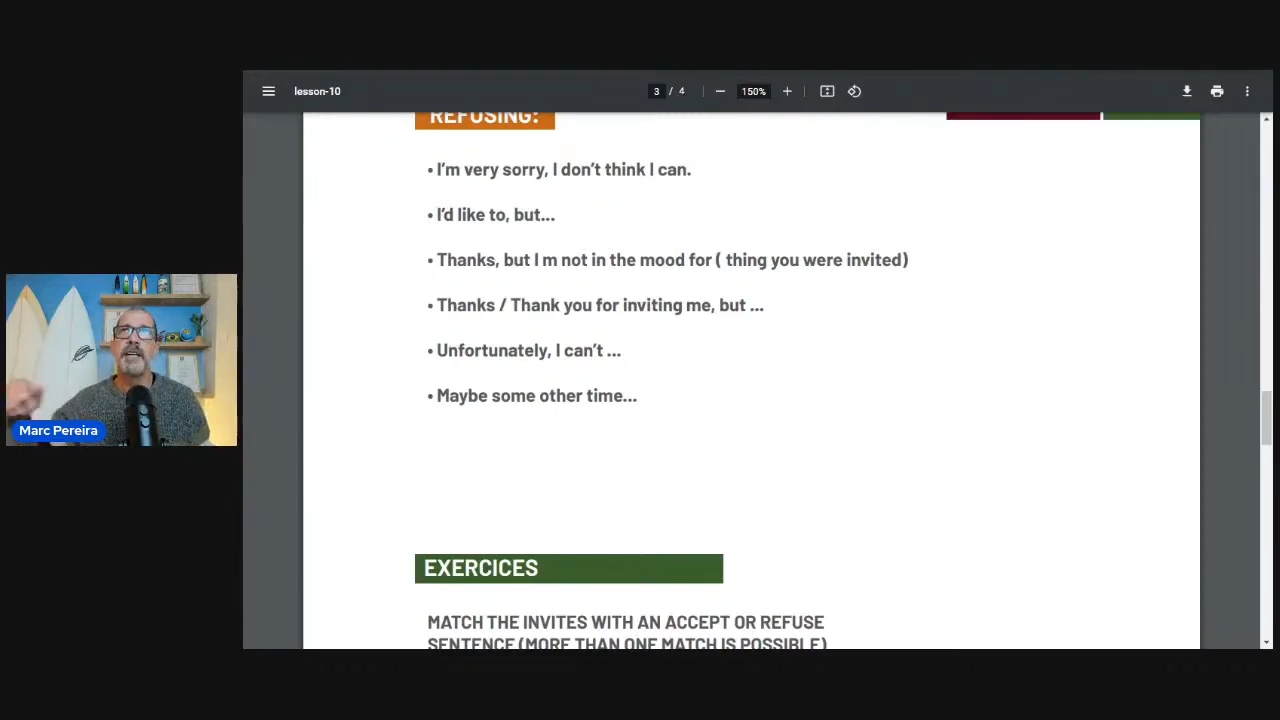 lesson-10
3 / 4
150%
REFUSING:
• I'm very sorry, I don't think I can.
• I'd like to, but...
• Thanks, but I m not in the mood for ( thing you were invited)
• Thanks / Thank you for inviting me, but ...
• Unfortunately, I can't ...
• Maybe some other time...
Marc Pereira
EXERCICES
MATCH THE INVITES WITH AN ACCEPT OR REFUSE
SENTENCE (MORE THAN ONE MATCH IS POSSIBLE)